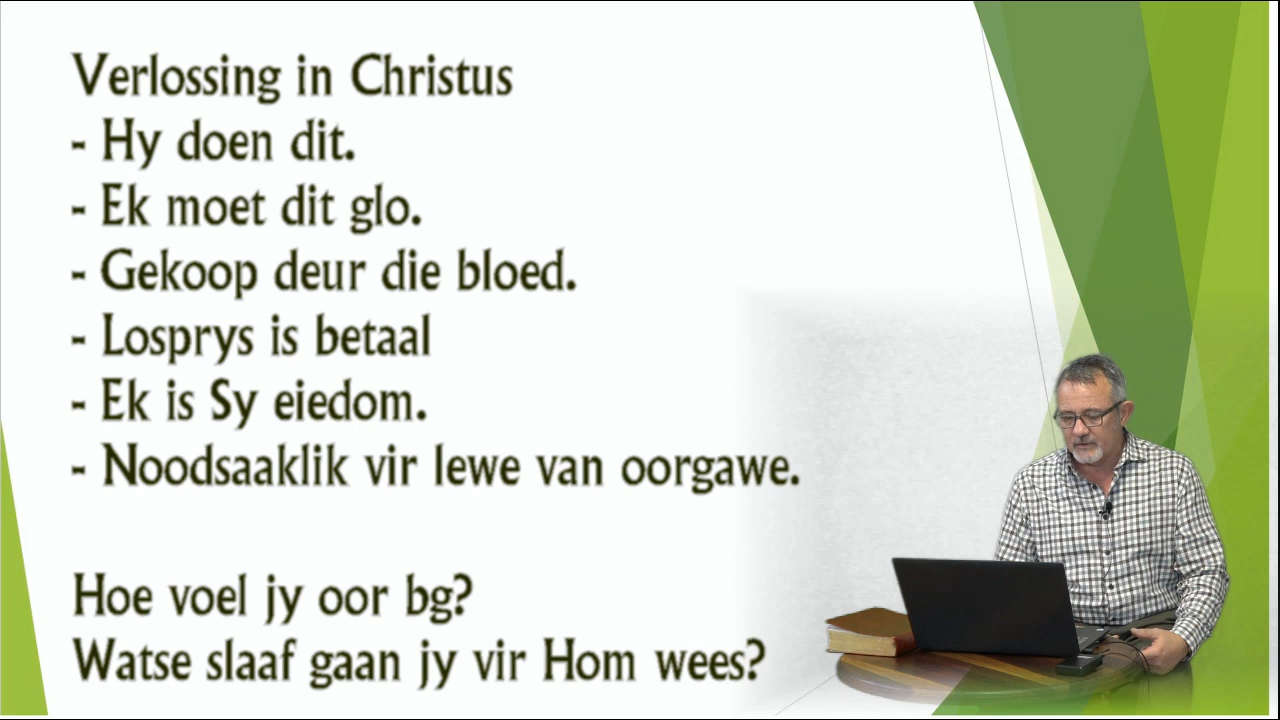 Verlossing in Christus
- Hy doen dit.
- Ek moet dit glo.
- Gekoop deur die bloed.
- Losprys is betaal
- Ek is Sy eiedom.
- Noodsaaklik vir lewe van oorgawe.
Hoe voel jy oor bg?
Watse slaaf gaan jy vir Hom wees?